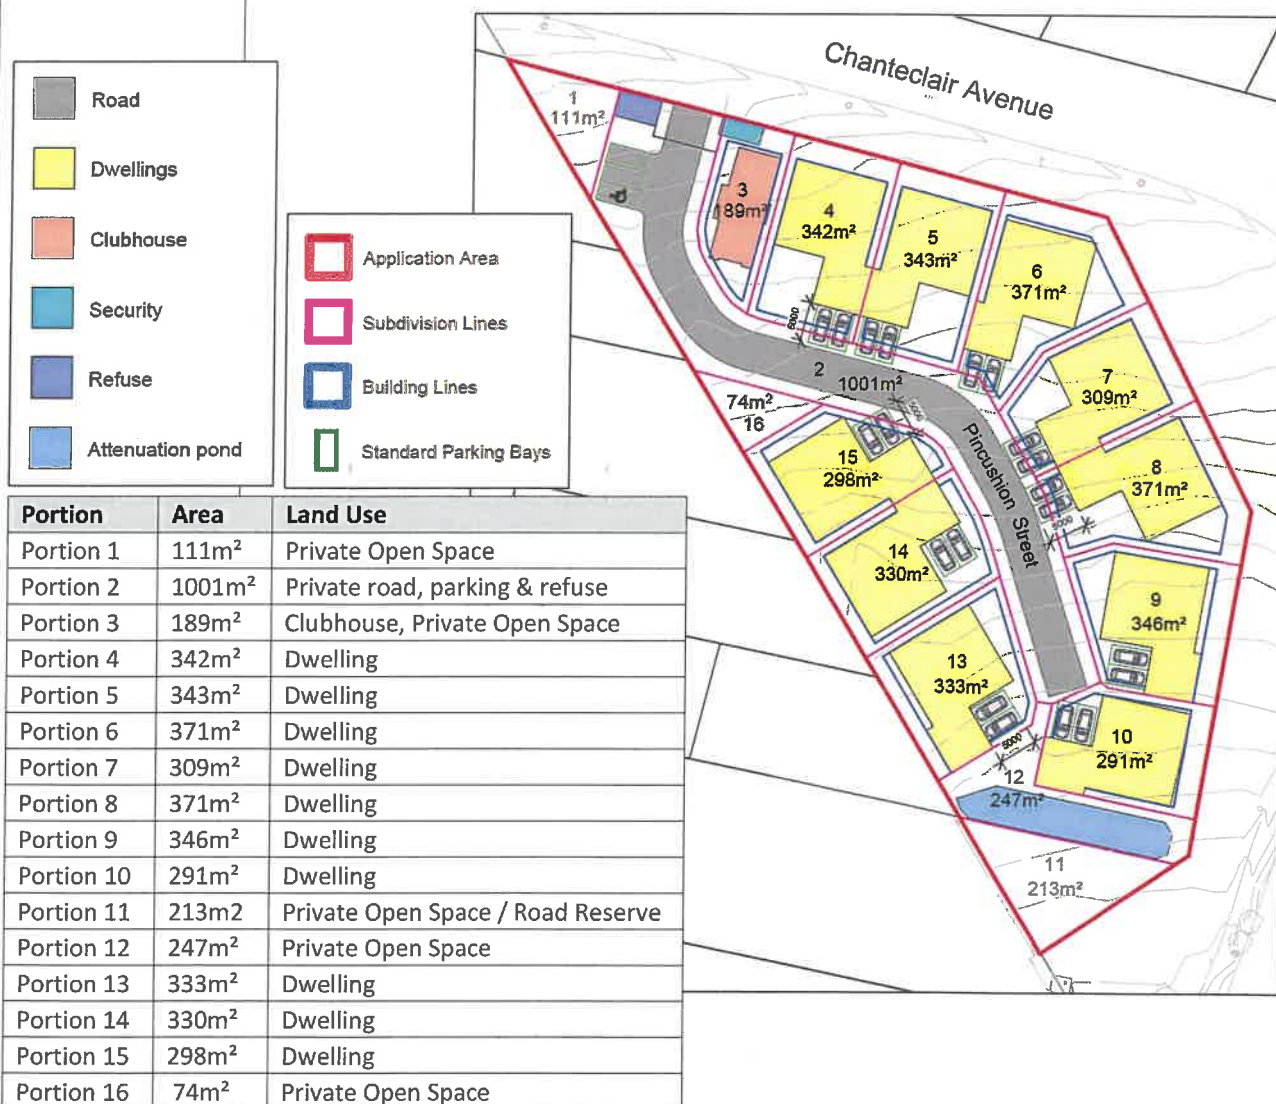 Road
Dwellings
Clubhouse
Security
Refuse
Attenuation pond
Application Area
Subdivision Lines
Building Lines
Standard Parking Bays
Chanteclair Avenue
1
111m²
3
189m²
4
342m²
5
343m²
6
371m²
6000
2 1001m²
7
309m²
74m²
16
5000
Pincushion Street
15
298m²
8
371m²
5000
14
330m²
9
346m²
13
333m²
10
291m²
5000
12
247m²
11
213m²
Portion Area Land Use
Portion 1 111m² Private Open Space
Portion 2 1001m² Private road, parking & refuse
Portion 3 189m² Clubhouse, Private Open Space
Portion 4 342m² Dwelling
Portion 5 343m² Dwelling
Portion 6 371m² Dwelling
Portion 7 309m² Dwelling
Portion 8 371m² Dwelling
Portion 9 346m² Dwelling
Portion 10 291m² Dwelling
Portion 11 213m2 Private Open Space / Road Reserve
Portion 12 247m² Private Open Space
Portion 13 333m² Dwelling
Portion 14 330m² Dwelling
Portion 15 298m² Dwelling
Portion 16 74m² Private Open Space